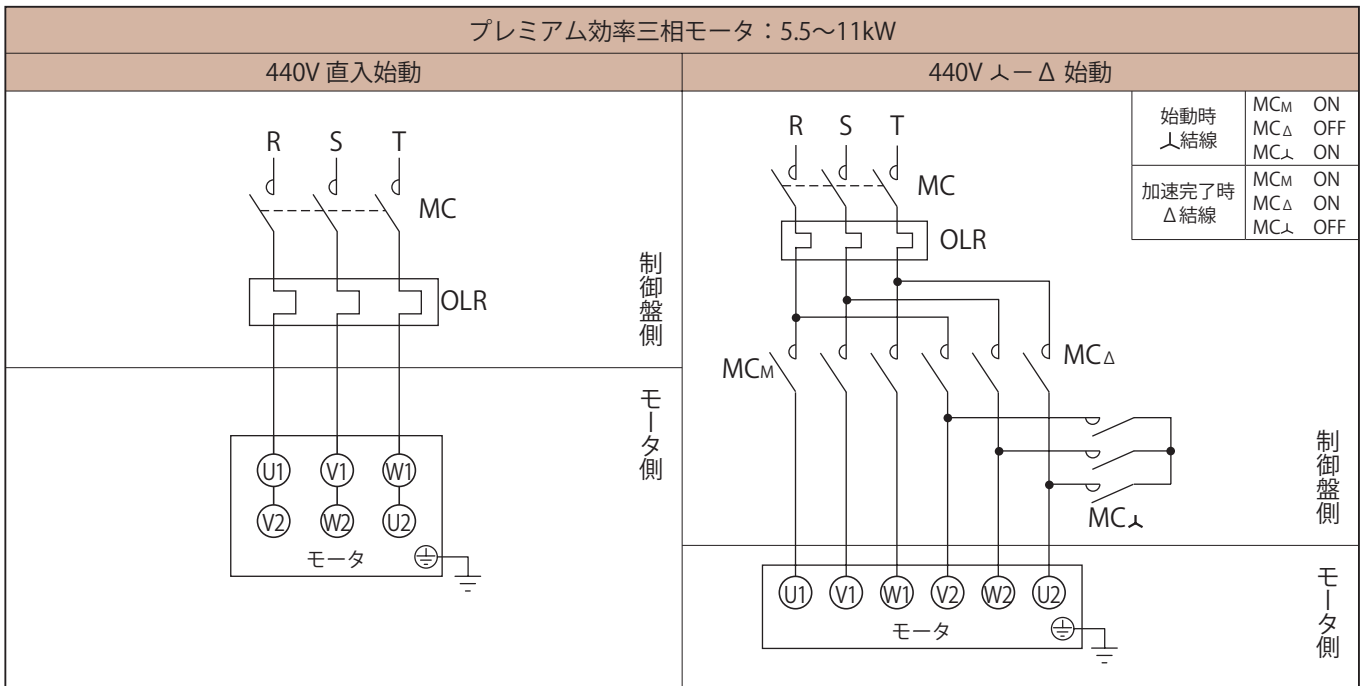 プレミアム効率三相モータ：5.5～11kW
440V 直入始動
R S T
MC
OLR
制御盤側
モータ側
U1 V1 W1
V2 W2 U2
モータ
440V 人ー Δ 始動
始動時
人結線
MCM ON
MCΔ OFF
MC人 ON
加速完了時
Δ結線
MCM ON
MCΔ ON
MC人 OFF
R S T
MC
OLR
MCM
MCΔ
MC人
制御盤側
U1 V1 W1 V2 W2 U2
モータ
モータ側